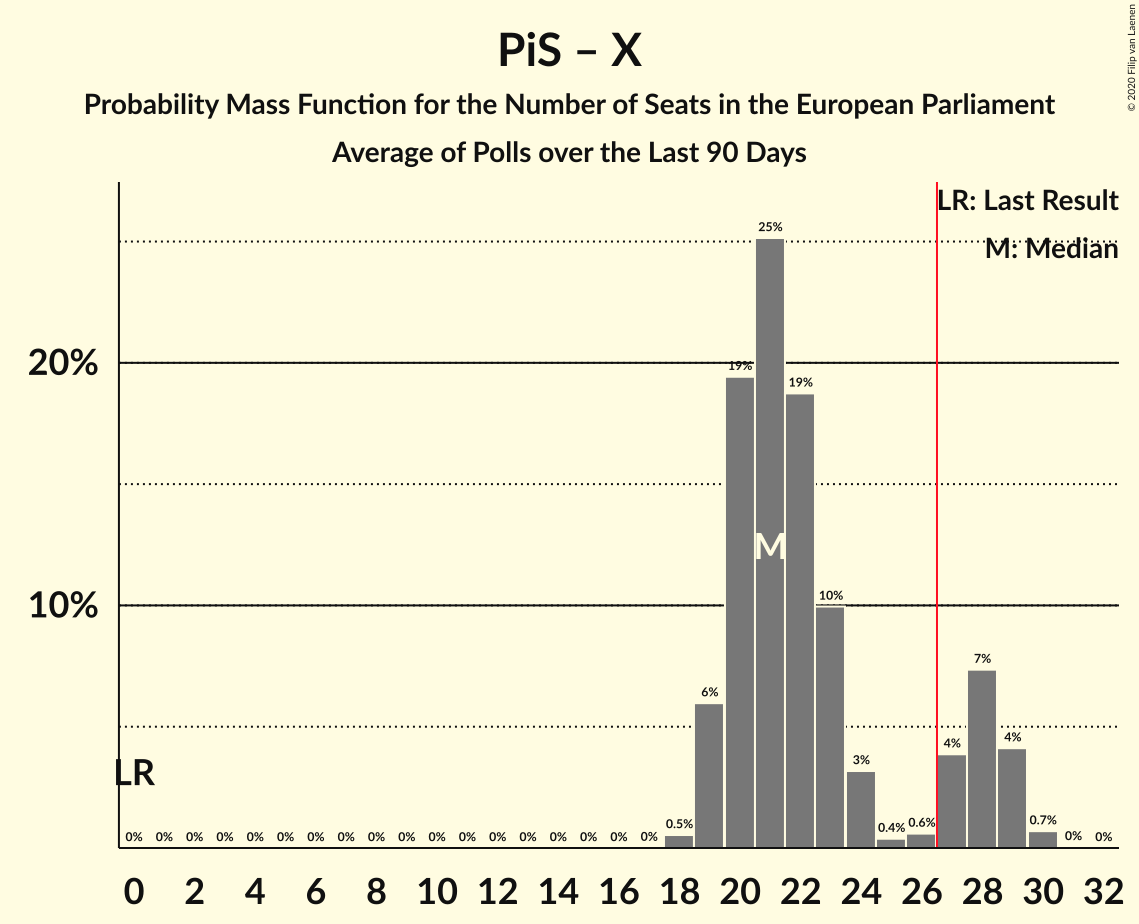 PiS – X
Probability Mass Function for the Number of Seats in the European Parliament
Average of Polls over the Last 90 Days
© 2020 Filip van Laenen
LR: Last Result
M: Median
25%
20%
19%
19%
M
10%
10%
7%
6%
4%
4%
3%
LR
0% 0% 0% 0% 0% 0% 0% 0% 0% 0% 0% 0% 0% 0% 0% 0% 0% 0% 0.5% 0.4% 0.6% 0.7% 0% 0%
0 2 4 6 8 10 12 14 16 18 20 22 24 26 28 30 32